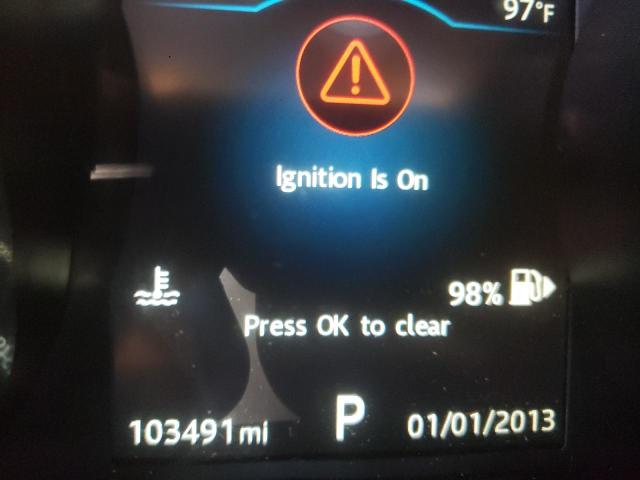 97°F
Ignition Is On
98%
Press OK to clear
103491mi P 01/01/2013